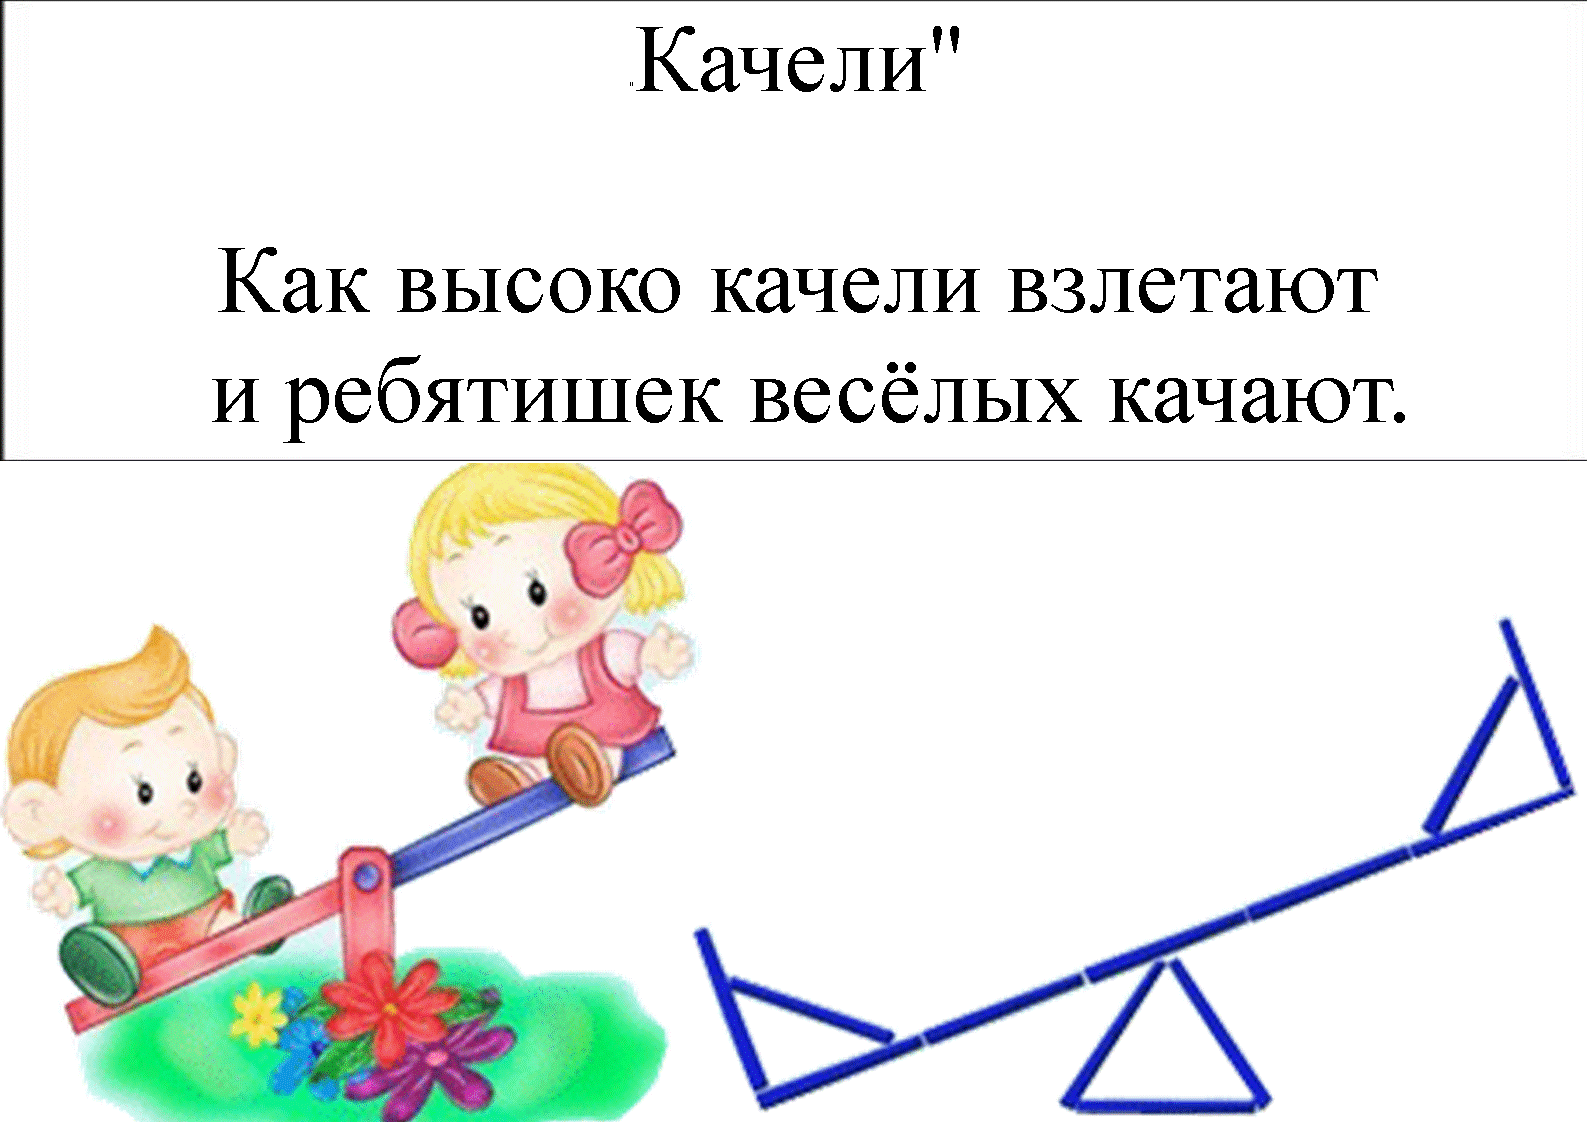 "Качели"
Как высоко качели взлетают
и ребятишек весёлых качают.